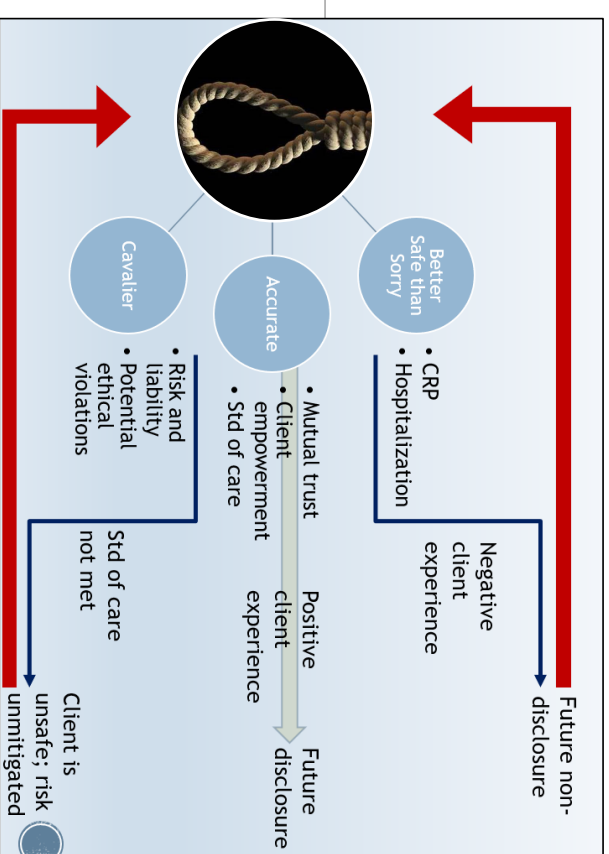 Better
Safe than
Sorry
• CRP
• Hospitalization
Negative
client
experience
Future non-
disclosure
Accurate
• Mutual trust
• Client
empowerment
• Std of care
Positive
client
experience
Future
disclosure
Cavalier
• Risk and
liability
• Potential
ethical
violations
Std of care
not met
Client is
unsafe; risk
unmitigated